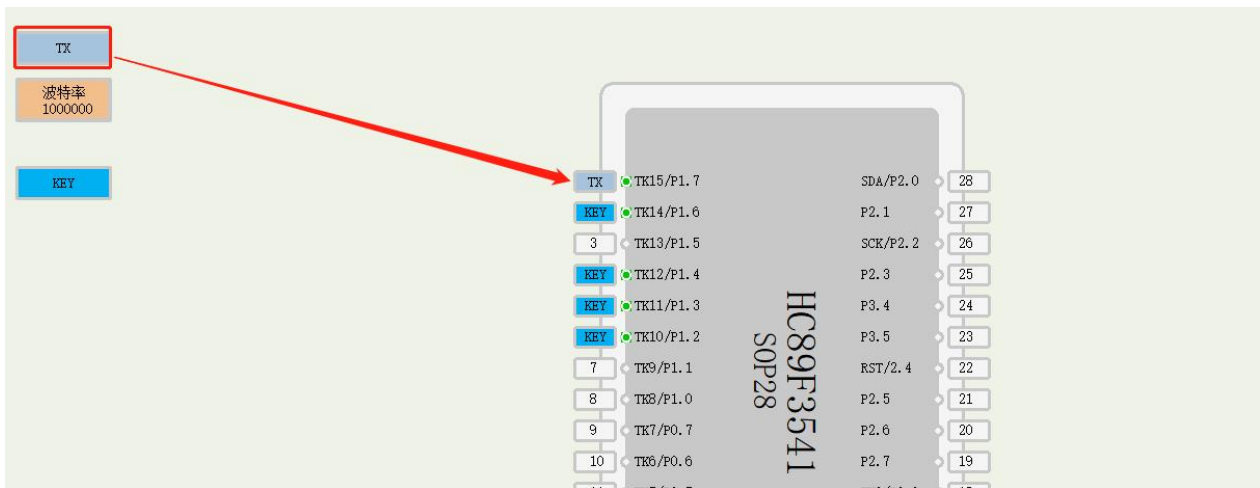 TX
波特率
1000000
KEY
TX TK15/P1.7 SDA/P2.0 28
KEY TK14/P1.6 P2.1 27
3 TK13/P1.5 SCK/P2.2 26
KEY TK12/P1.4 P2.3 25
KEY TK11/P1.3 P3.4 24
KEY TK10/P1.2 P3.5 23
7 TK9/P1.1 RST/2.4 22
8 TK8/P1.0 P2.5 21
9 TK7/P0.7 P2.6 20
10 TK6/P0.6 P2.7 19
HC89F3541
SOP28